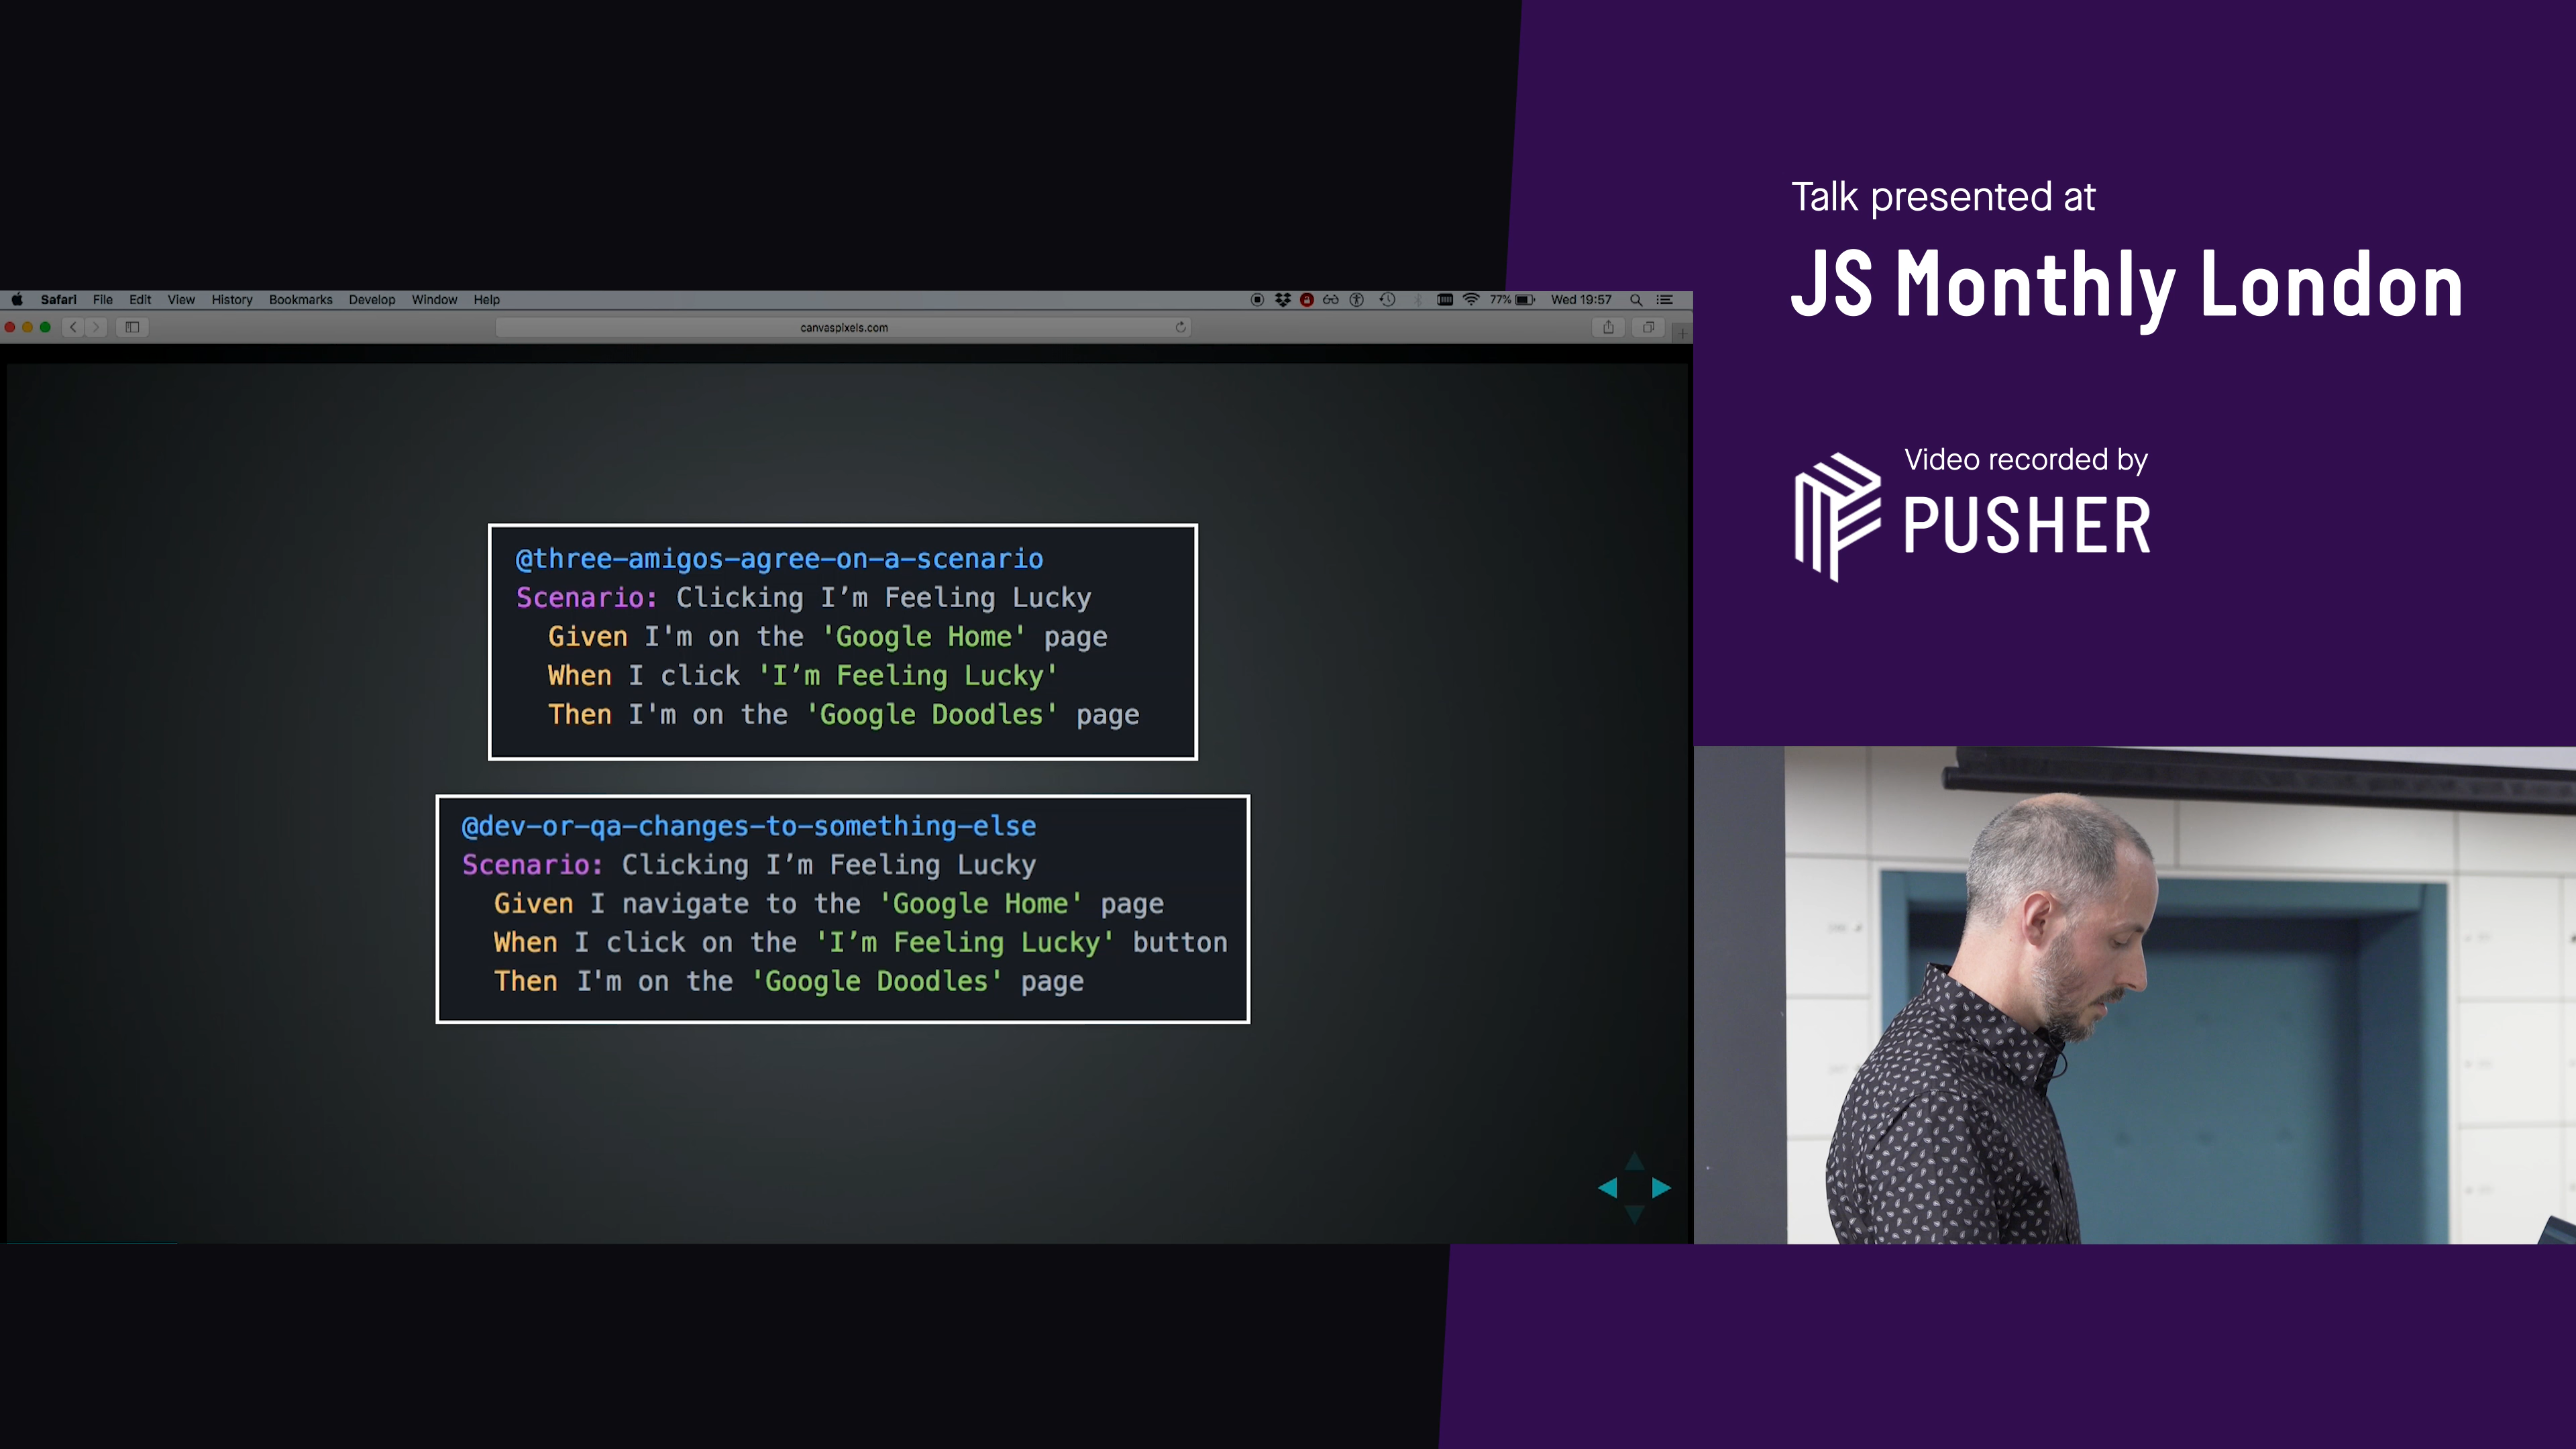 Safari File Edit View History Bookmarks Develop Window Help 77% Wed 19:57
canvaspixels.com
@three-amigos-agree-on-a-scenario
Scenario: Clicking I’m Feeling Lucky
Given I'm on the 'Google Home' page
When I click 'I’m Feeling Lucky'
Then I'm on the 'Google Doodles' page
@dev-or-qa-changes-to-something-else
Scenario: Clicking I’m Feeling Lucky
Given I navigate to the 'Google Home' page
When I click on the 'I’m Feeling Lucky' button
Then I'm on the 'Google Doodles' page
Talk presented at
JS Monthly London
Video recorded by
PUSHER